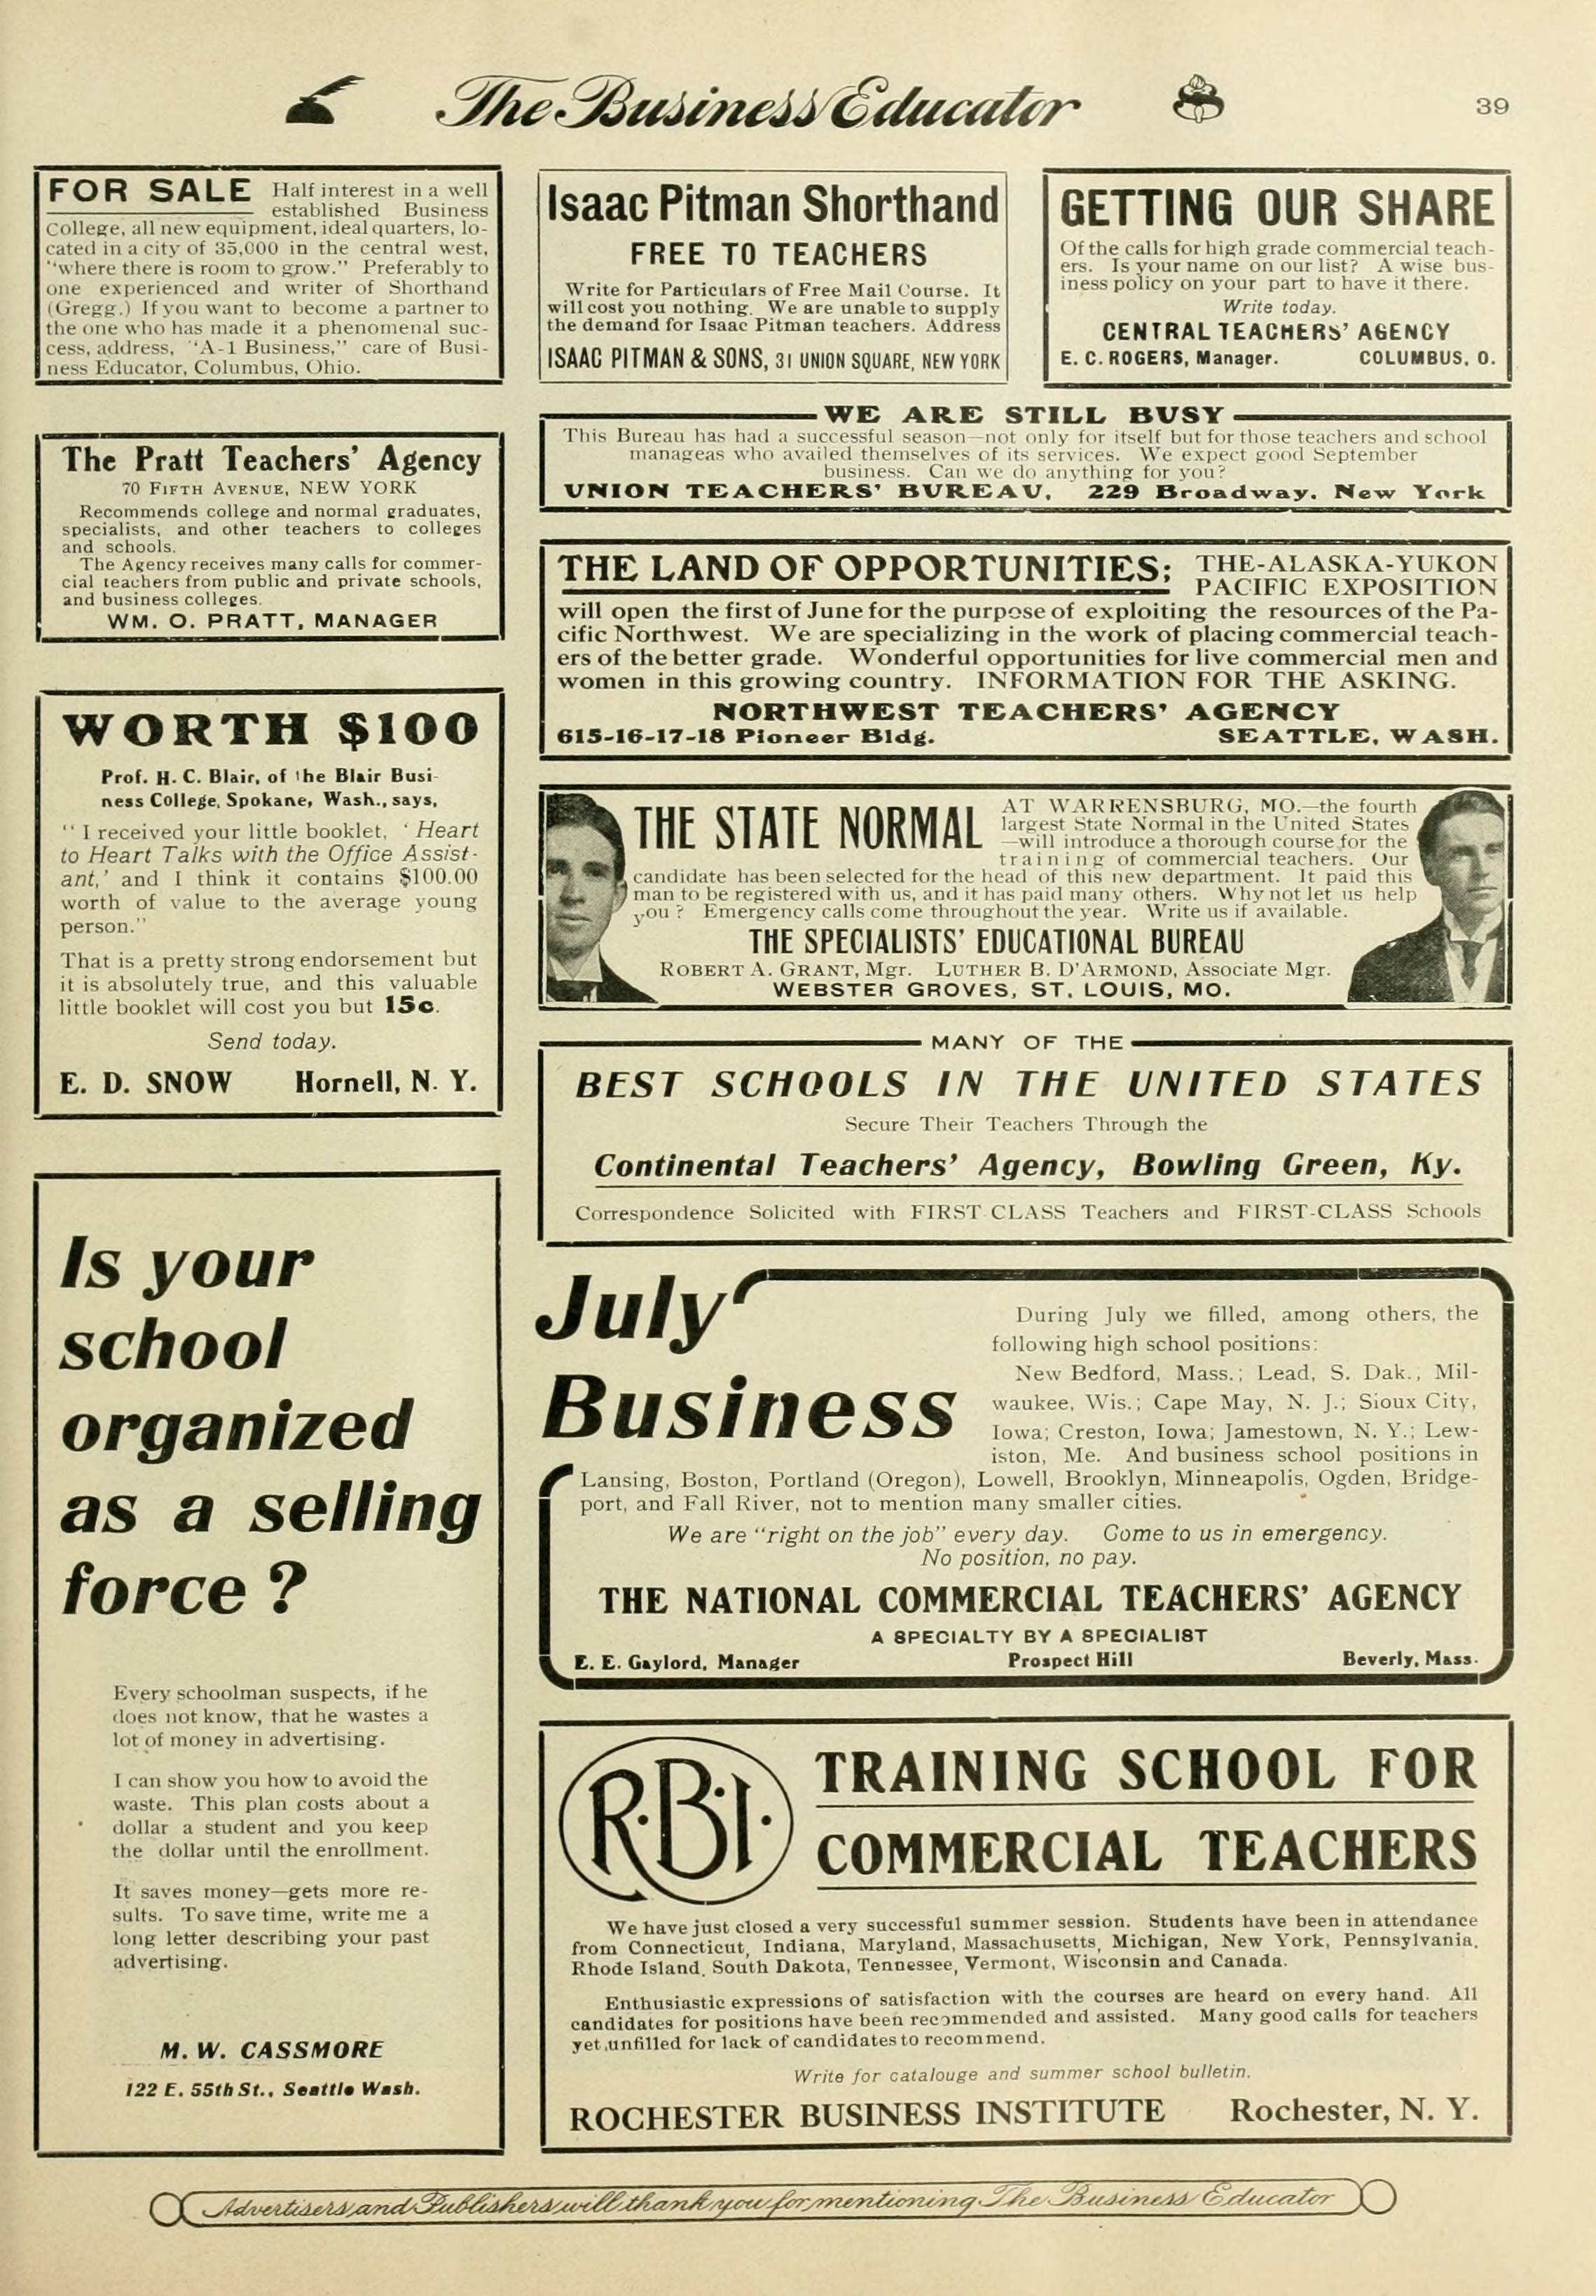 The Business Educator
39
FOR SALE Half interest in a well
established Business
College, all new equipment, ideal quarters, lo-
cated in a city of 35,000 in the central west,
"where there is room to grow." Preferably to
one experienced and writer of Shorthand
(Gregg.) If you want to become a partner to
the one who has made it a phenomenal suc-
cess, address, "A-1 Business," care of Busi-
ness Educator, Columbus, Ohio.
The Pratt Teachers' Agency
70 FIFTH AVENUE, NEW YORK
Recommends college and normal graduates,
specialists, and other teachers to colleges
and schools.
The Agency receives many calls for commer-
cial teachers from public and private schools,
and business colleges.
WM. O. PRATT, MANAGER
WORTH $100
Prof. H. C. Blair, of the Blair Busi-
ness College, Spokane, Wash., says,
"I received your little booklet, 'Heart
to Heart Talks with the Office Assist-
ant,' and I think it contains $100.00
worth of value to the average young
person."
That is a pretty strong endorsement but
it is absolutely true, and this valuable
little booklet will cost you but 15c.
Send today.
E. D. SNOW Hornell, N. Y.
Is your
school
organized
as a selling
force?
Every schoolman suspects, if he
does not know, that he wastes a
lot of money in advertising.
I can show you how to avoid the
waste. This plan costs about a
dollar a student and you keep
the dollar until the enrollment.
It saves money—gets more re-
sults. To save time, write me a
long letter describing your past
advertising.
M. W. CASSMORE
122 E. 55th St., Seattle Wash.
Isaac Pitman Shorthand
FREE TO TEACHERS
Write for Particulars of Free Mail Course. It
will cost you nothing. We are unable to supply
the demand for Isaac Pitman teachers. Address
ISAAC PITMAN & SONS, 31 UNION SQUARE, NEW YORK
GETTING OUR SHARE
Of the calls for high grade commercial teach-
ers. Is your name on our list? A wise bus-
iness policy on your part to have it there.
Write today.
CENTRAL TEACHERS' AGENCY
E. C. ROGERS, Manager. COLUMBUS, O.
WE ARE STILL BUSY
This Bureau has had a successful season—not only for itself but for those teachers and school
manageas who availed themselves of its services. We expect good September
business. Can we do anything for you?
UNION TEACHERS' BUREAU, 229 Broadway, New York
THE LAND OF OPPORTUNITIES; THE-ALASKA-YUKON
PACIFIC EXPOSITION
will open the first of June for the purpose of exploiting the resources of the Pa-
cific Northwest. We are specializing in the work of placing commercial teach-
ers of the better grade. Wonderful opportunities for live commercial men and
women in this growing country. INFORMATION FOR THE ASKING.
NORTHWEST TEACHERS' AGENCY
615-16-17-18 Pioneer Bldg. SEATTLE, WASH.
THE STATE NORMAL AT WARRENSBURG, MO.—the fourth
largest State Normal in the United States
—will introduce a thorough course for the
training of commercial teachers. Our
candidate has been selected for the head of this new department. It paid this
man to be registered with us, and it has paid many others. Why not let us help
you? Emergency calls come throughout the year. Write us if available.
THE SPECIALISTS' EDUCATIONAL BUREAU
ROBERT A. GRANT, Mgr. LUTHER B. D'ARMOND, Associate Mgr.
WEBSTER GROVES, ST. LOUIS, MO.
MANY OF THE
BEST SCHOOLS IN THE UNITED STATES
Secure Their Teachers Through the
Continental Teachers' Agency, Bowling Green, Ky.
Correspondence Solicited with FIRST CLASS Teachers and FIRST-CLASS Schools
July
Business
During July we filled, among others, the
following high school positions:
New Bedford, Mass.; Lead, S. Dak., Mil-
waukee, Wis.; Cape May, N. J.; Sioux City,
Iowa; Creston, Iowa; Jamestown, N. Y.; Lew-
iston, Me. And business school positions in
Lansing, Boston, Portland (Oregon), Lowell, Brooklyn, Minneapolis, Ogden, Bridge-
port, and Fall River, not to mention many smaller cities.
We are "right on the job" every day. Come to us in emergency.
No position, no pay.
THE NATIONAL COMMERCIAL TEACHERS' AGENCY
A SPECIALTY BY A SPECIALIST
E. E. Gaylord, Manager Prospect Hill Beverly, Mass.
R·B·I·
TRAINING SCHOOL FOR
COMMERCIAL TEACHERS
We have just closed a very successful summer session. Students have been in attendance
from Connecticut, Indiana, Maryland, Massachusetts, Michigan, New York, Pennsylvania,
Rhode Island, South Dakota, Tennessee, Vermont, Wisconsin and Canada.
Enthusiastic expressions of satisfaction with the courses are heard on every hand. All
candidates for positions have been recommended and assisted. Many good calls for teachers
yet unfilled for lack of candidates to recommend.
Write for catalouge and summer school bulletin.
ROCHESTER BUSINESS INSTITUTE Rochester, N. Y.
Advertisers and Publishers will thank you for mentioning The Business Educator